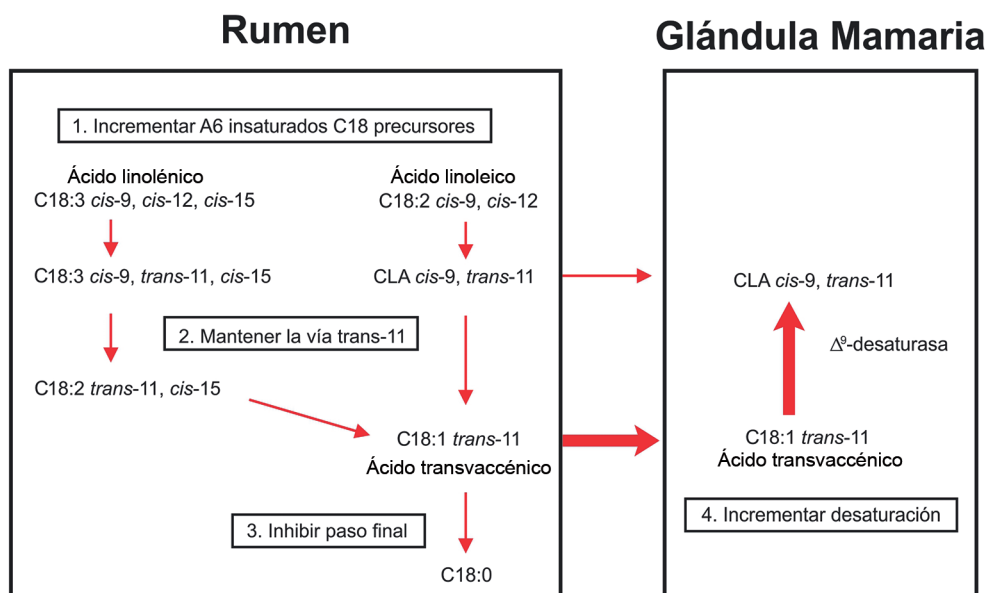 Rumen
Glándula Mamaria
1. Incrementar A6 insaturados C18 precursores
Ácido linolénico
C18:3 cis-9, cis-12, cis-15
Ácido linoleico
C18:2 cis-9, cis-12
C18:3 cis-9, trans-11, cis-15
CLA cis-9, trans-11
CLA cis-9, trans-11
2. Mantener la vía trans-11
Δ9-desaturasa
C18:2 trans-11, cis-15
C18:1 trans-11
Ácido transvaccénico
C18:1 trans-11
Ácido transvaccénico
3. Inhibir paso final
4. Incrementar desaturación
C18:0